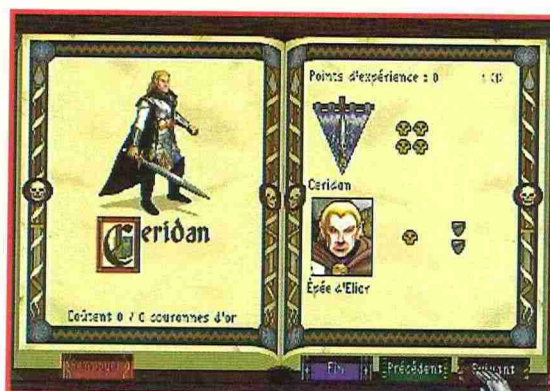 Ceridan
Coûtent 0 / 0 couronnes d'or
Points d'expérience : 0
Ceridan
Épée d'Elior
Fin
Précédent
Suivant